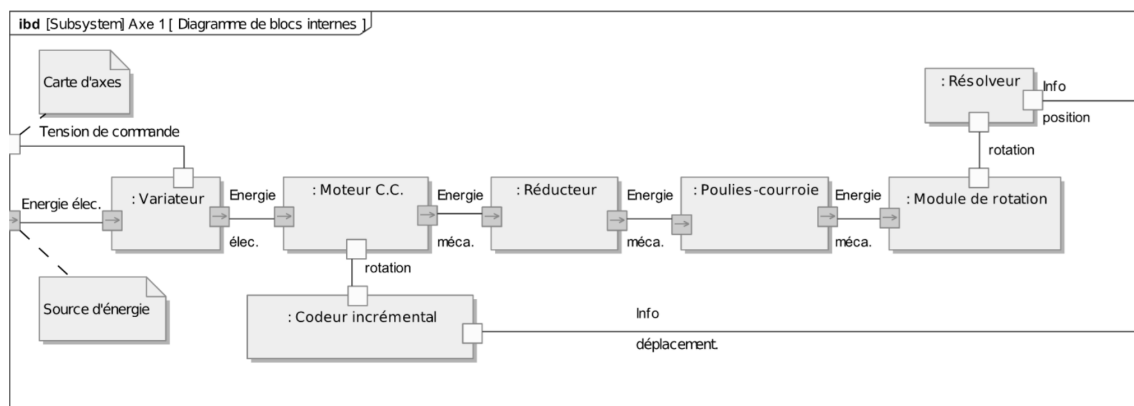 ibd [Subsystem] Axe 1 [ Diagramme de blocs internes ]
Carte d'axes
Tension de commande
Energie élec.
: Variateur
Energie
élec.
: Moteur C.C.
Energie
méca.
: Réducteur
Energie
méca.
: Poulies-courroie
Energie
méca.
: Module de rotation
rotation
: Résolveur
Info
position
rotation
Source d'énergie
: Codeur incrémental
Info
déplacement.